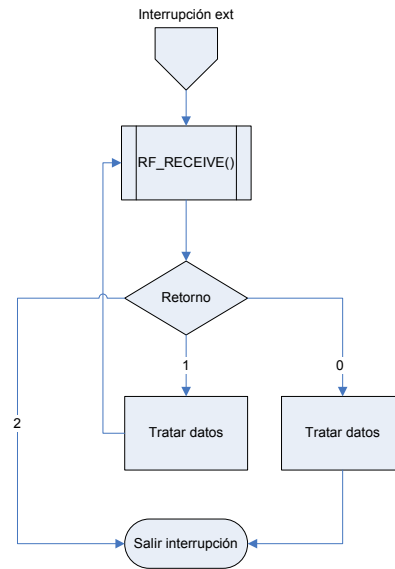 Interrupción ext
RF_RECEIVE()
Retorno
1
0
2
Tratar datos
Tratar datos
Salir interrupción